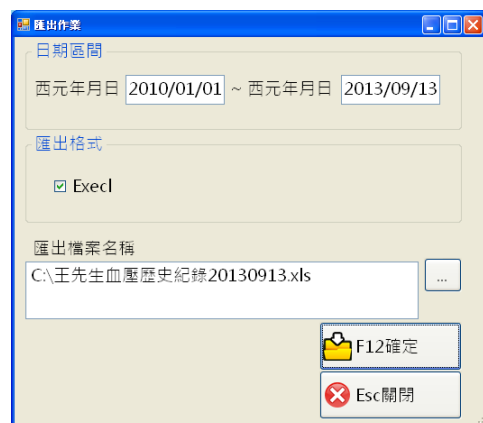 匯出作業
日期區間
西元年月日 2010/01/01 ~ 西元年月日 2013/09/13
匯出格式
Execl
匯出檔案名稱
C:\王先生血壓歷史紀錄20130913.xls
...
F12確定
Esc關閉